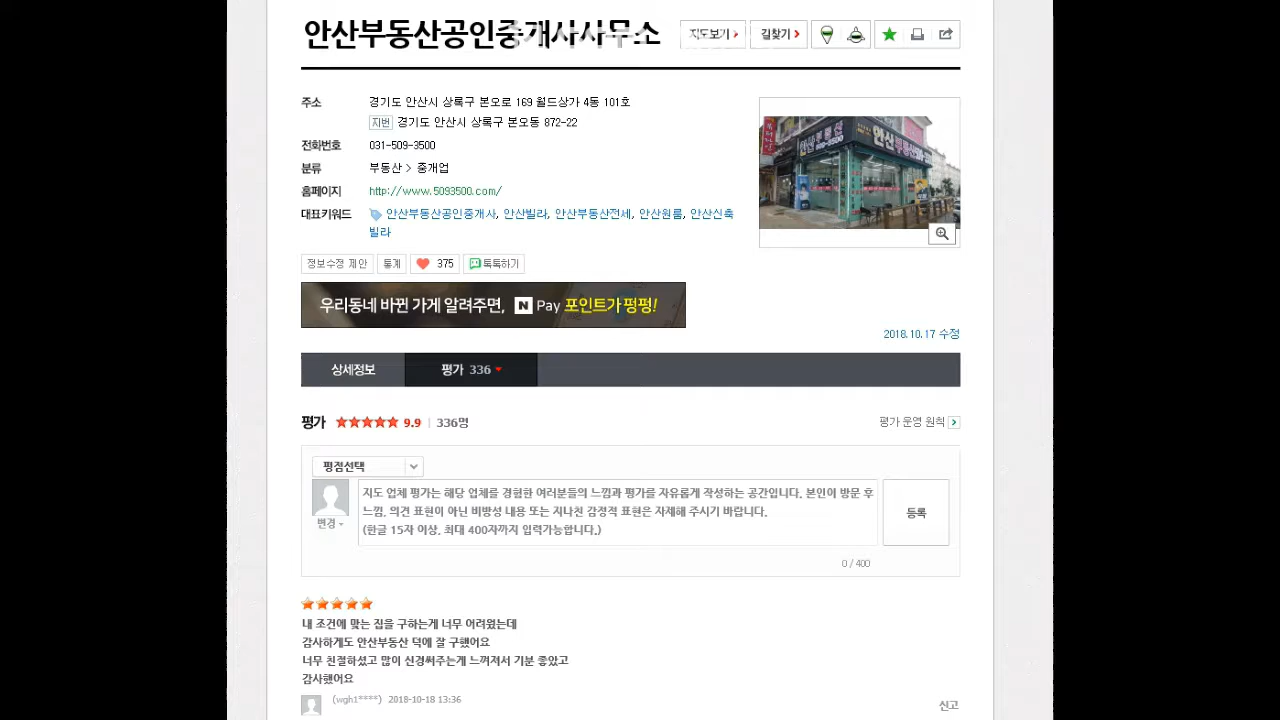 안산부동산공인중개사사무소
지도보기
길찾기
주소 경기도 안산시 상록구 본오로 169 월드상가 4동 101호
지번 경기도 안산시 상록구 본오동 872-22
전화번호 031-509-3500
분류 부동산 > 중개업
홈페이지 http://www.5093500.com/
대표키워드 안산부동산공인중개사, 안산빌라, 안산부동산전세, 안산원룸, 안산신축
빌라
안산부동산
정보수정 제안 통계 375 톡톡하기
우리동네 바뀐 가게 알려주면, N Pay 포인트가 펑펑!
2018.10.17 수정
상세정보 평가 336
평가 9.9 336명
평가 운영 원칙
평점선택
변경
지도 업체 평가는 해당 업체를 경험한 여러분들의 느낌과 평가를 자유롭게 작성하는 공간입니다. 본인이 방문 후
느낌, 의견 표현이 아닌 비방성 내용 또는 지나친 감정적 표현은 자제해 주시기 바랍니다.
(한글 15자 이상, 최대 400자까지 입력가능합니다.)
등록
0 / 400
내 조건에 맞는 집을 구하는게 너무 어려웠는데
감사하게도 안산부동산 덕에 잘 구했어요
너무 친절하셨고 많이 신경써주는게 느껴져서 기분 좋았고
감사했어요
(wgh1****) 2018-10-18 13:36
신고